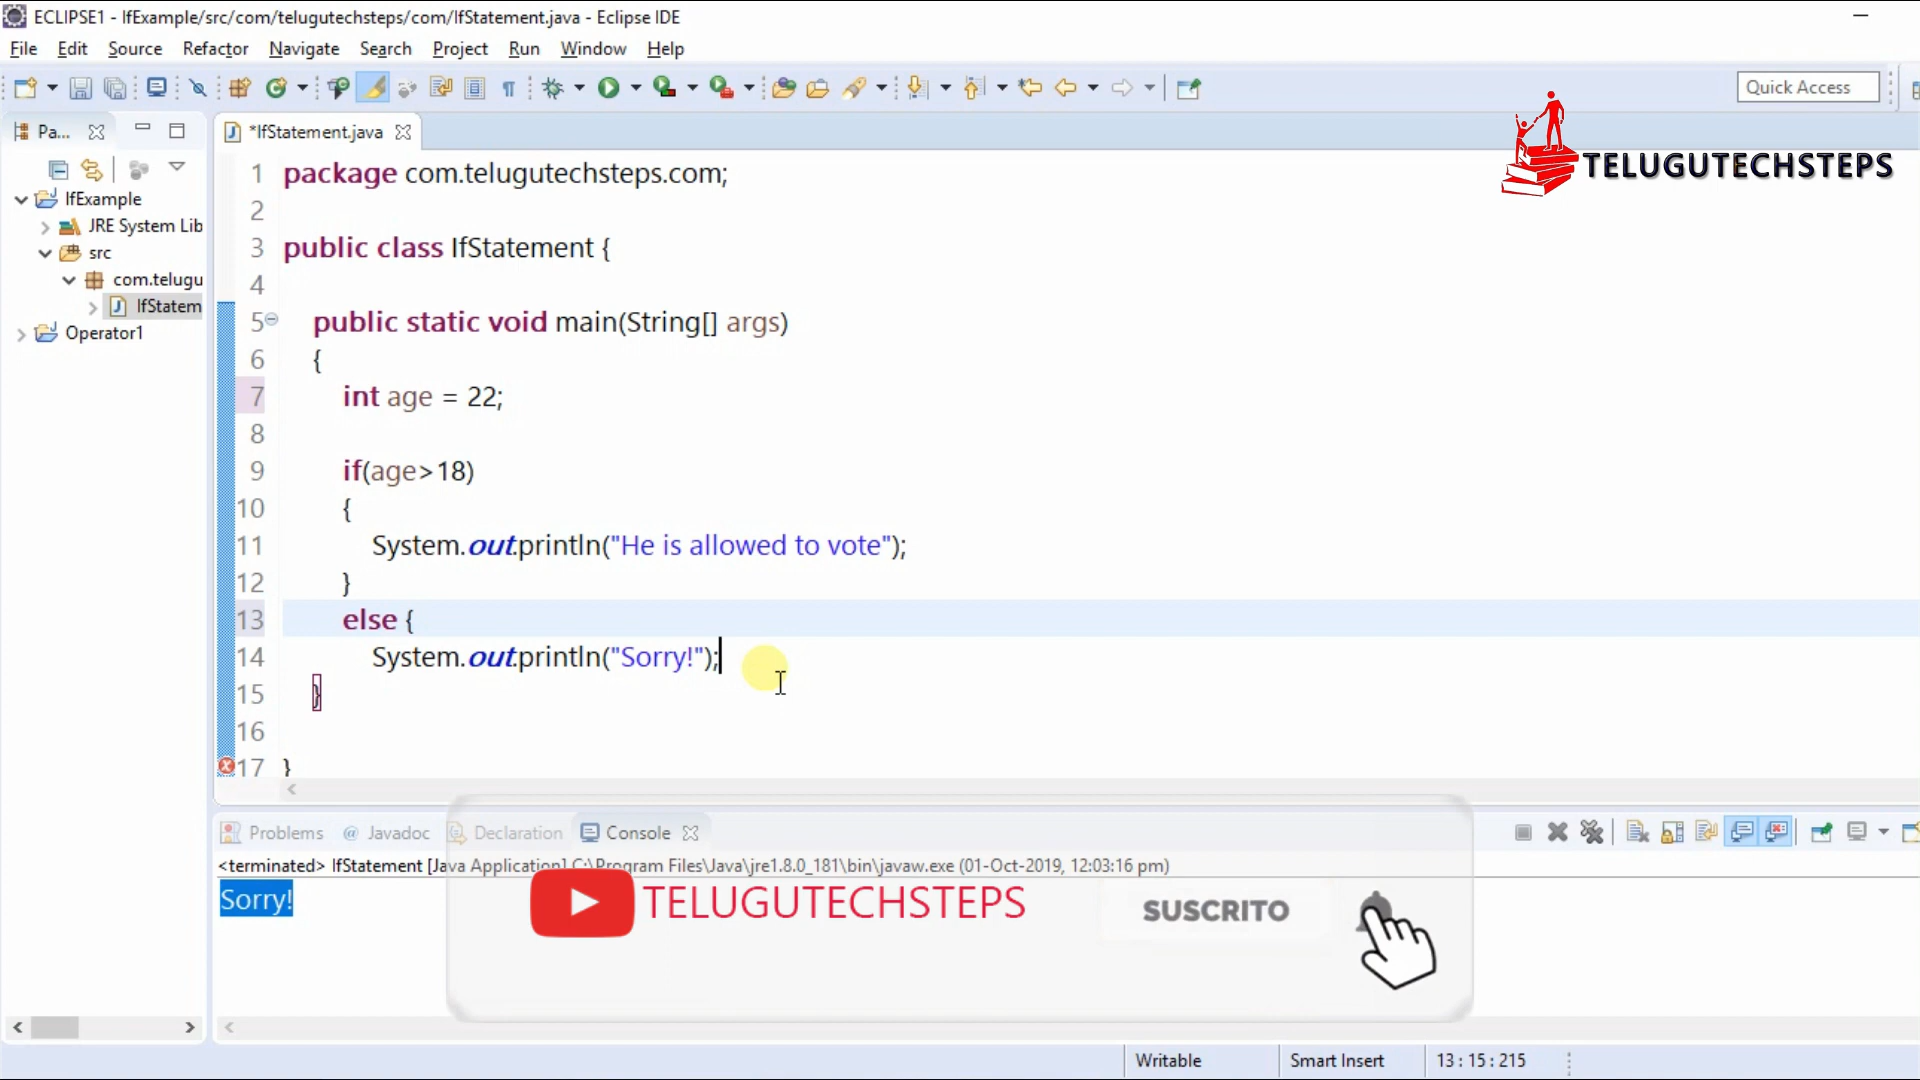 ECLIPSE1 - IfExample/src/com/telugutechsteps/com/IfStatement.java - Eclipse IDE
File Edit Source Refactor Navigate Search Project Run Window Help
Quick Access
Pa...
*IfStatement.java
TELUGUTECHSTEPS
IfExample
JRE System Lib
src
com.telugu
IfStatem
Operator1
1 package com.telugutechsteps.com;
2
3 public class IfStatement {
4
5 public static void main(String[] args)
6 {
7 int age = 22;
8
9 if(age>18)
10 {
11 System.out.println("He is allowed to vote");
12 }
13 else {
14 System.out.println("Sorry!");
15 }
16
17 }
Problems @ Javadoc Declaration Console
<terminated> IfStatement [Java Application] C:\Program Files\Java\jre1.8.0_181\bin\javaw.exe (01-Oct-2019, 12:03:16 pm)
Sorry!
TELUGUTECHSTEPS
SUSCRITO
Writable Smart Insert 13 : 15 : 215